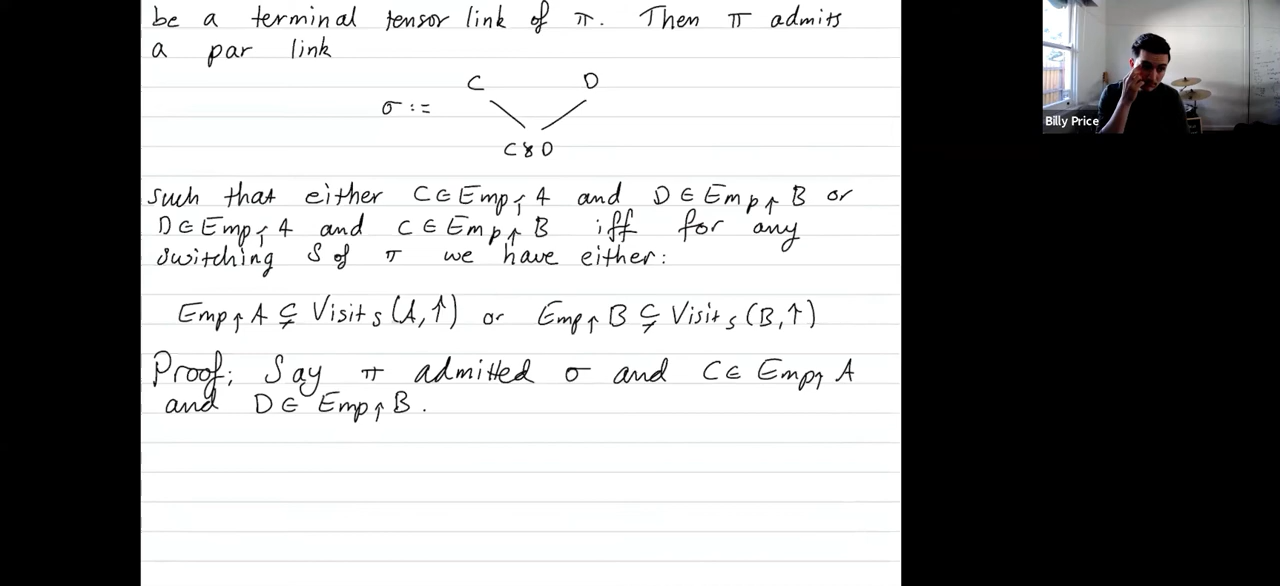 be a terminal tensor link of π. Then π admits
a par link
C D
σ :=
C⅋D
such that either C ∈ Emp↑ A and D ∈ Emp↑ B or
D ∈ Emp↑ A and C ∈ Emp↑ B iff for any
switching S of π we have either:
Emp↑ A ⊊ Visit_S (A,↑) or Emp↑ B ⊊ Visit_S (B,↑)
Proof: Say π admitted σ and C ∈ Emp↑ A
and D ∈ Emp↑ B.
Billy Price